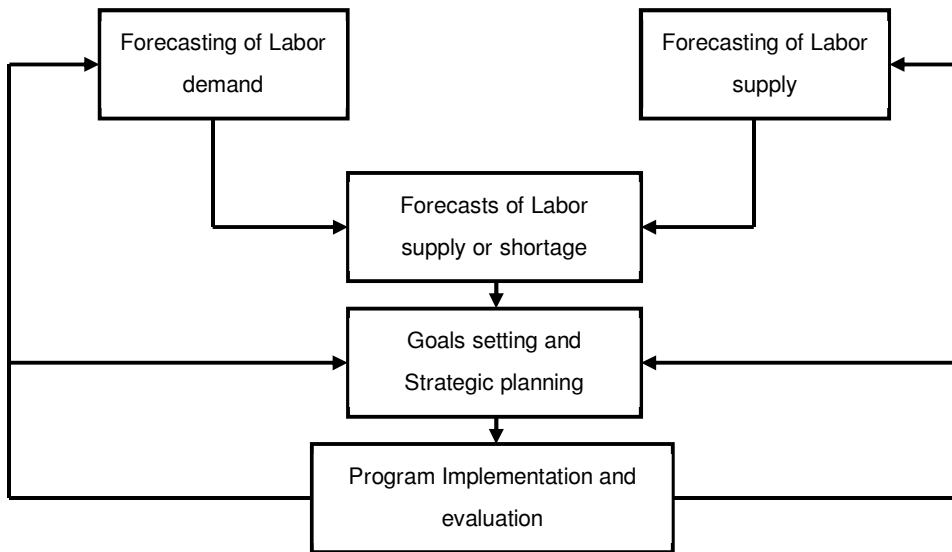 Forecasting of Labor
demand
Forecasting of Labor
supply
Forecasts of Labor
supply or shortage
Goals setting and
Strategic planning
Program Implementation and
evaluation